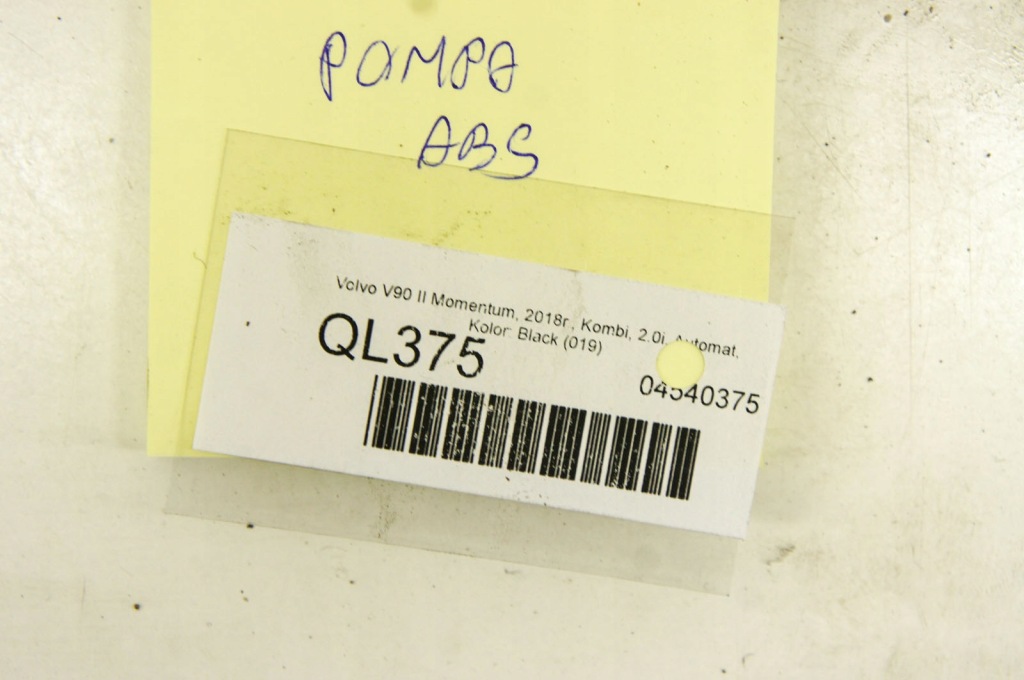 POMPA
ABS
Volvo V90 II Momentum, 2018r., Kombi, 2.0i, Automat,
Kolor: Black (019)
QL375
04540375